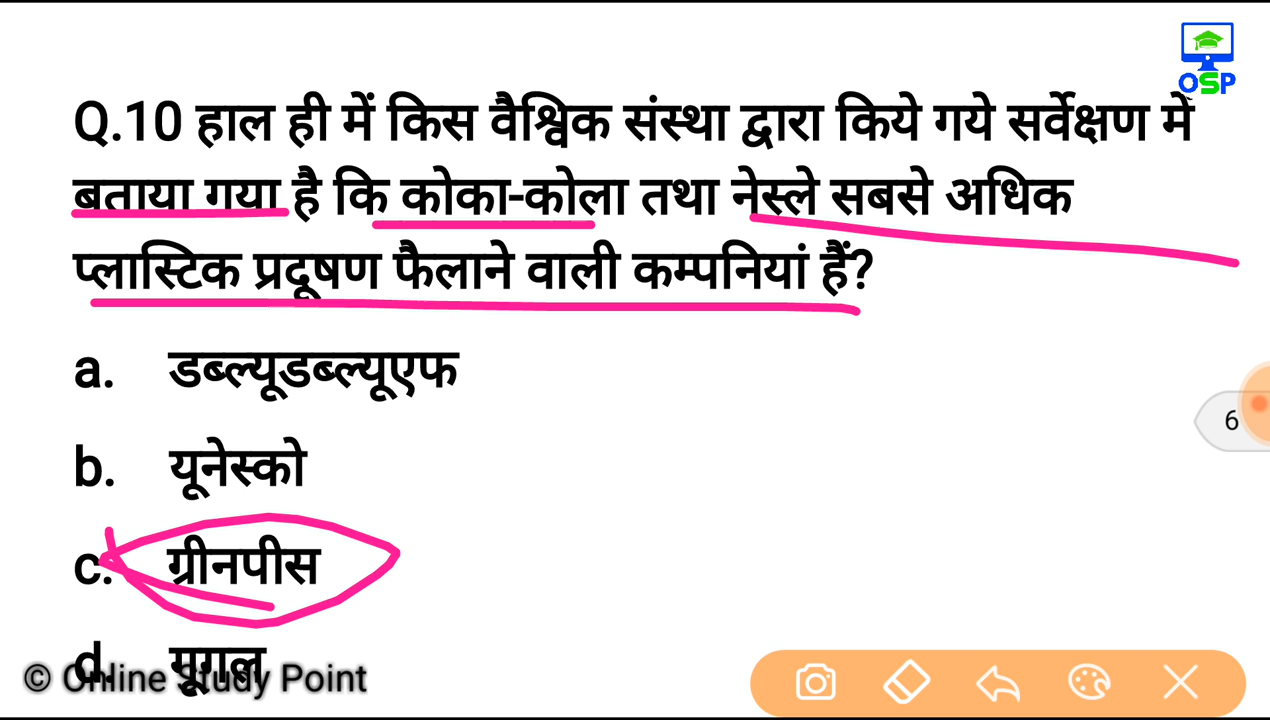 OSP
Q.10 हाल ही में किस वैश्विक संस्था द्वारा किये गये सर्वेक्षण में
बताया गया है कि कोका-कोला तथा नेस्ले सबसे अधिक
प्लास्टिक प्रदूषण फैलाने वाली कम्पनियां हैं?
a. डब्ल्यूडब्ल्यूएफ
6
b. यूनेस्को
c. ग्रीनपीस
d. गूगल
© Online Study Point